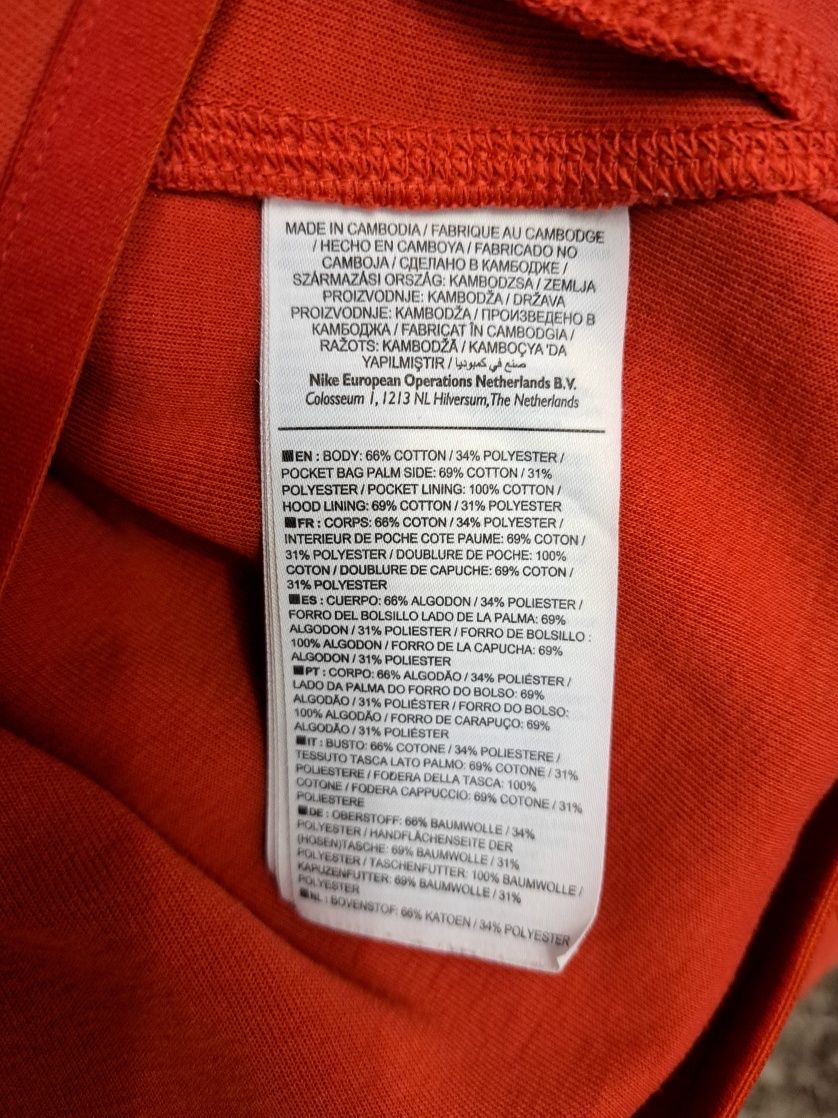 MADE IN CAMBODIA / FABRIQUE AU CAMBODGE
/ HECHO EN CAMBOYA / FABRICADO NO
CAMBOJA / СДЕЛАНО В КАМБОДЖЕ /
SZÁRMAZÁSI ORSZÁG: KAMBODZSA / ZEMLJA
PROIZVODNJE: KAMBODŽA / DRŽAVA
PROIZVODNJE: KAMBODŽA / ПРОИЗВЕДЕНО В
КАМБОДЖА / FABRICAT ÎN CAMBODGIA /
RAŽOTS: KAMBODŽĀ / KAMBOÇYA 'DA
YAPILMIŞTIR / صنع في كمبوديا
Nike European Operations Netherlands B.V.
Colosseum 1, 1213 NL Hilversum, The Netherlands
EN : BODY: 66% COTTON / 34% POLYESTER /
POCKET BAG PALM SIDE: 69% COTTON / 31%
POLYESTER / POCKET LINING: 100% COTTON /
HOOD LINING: 69% COTTON / 31% POLYESTER
FR : CORPS: 66% COTON / 34% POLYESTER /
INTERIEUR DE POCHE COTE PAUME: 69% COTON /
31% POLYESTER / DOUBLURE DE POCHE: 100%
COTON / DOUBLURE DE CAPUCHE: 69% COTON /
31% POLYESTER
ES : CUERPO: 66% ALGODON / 34% POLIESTER /
FORRO DEL BOLSILLO LADO DE LA PALMA: 69%
ALGODON / 31% POLIESTER / FORRO DE BOLSILLO :
100% ALGODON / FORRO DE LA CAPUCHA: 69%
ALGODON / 31% POLIESTER
PT : CORPO: 66% ALGODÃO / 34% POLIÉSTER /
LADO DA PALMA DO FORRO DO BOLSO: 69%
ALGODÃO / 31% POLIÉSTER / FORRO DO BOLSO:
100% ALGODÃO / FORRO DE CARAPUÇO: 69%
ALGODÃO / 31% POLIÉSTER
IT : BUSTO: 66% COTONE / 34% POLIESTERE /
TESSUTO TASCA LATO PALMO: 69% COTONE / 31%
POLIESTERE / FODERA DELLA TASCA: 100%
COTONE / FODERA CAPPUCCIO: 69% COTONE / 31%
POLIESTERE
DE : OBERSTOFF: 66% BAUMWOLLE / 34%
POLYESTER / HANDFLÄCHENSEITE DER
(HOSEN)TASCHE: 69% BAUMWOLLE / 31%
POLYESTER / TASCHENFUTTER: 100% BAUMWOLLE /
KAPUZENFUTTER: 69% BAUMWOLLE / 31%
POLYESTER
NL : BOVENSTOF: 66% KATOEN / 34% POLYESTER